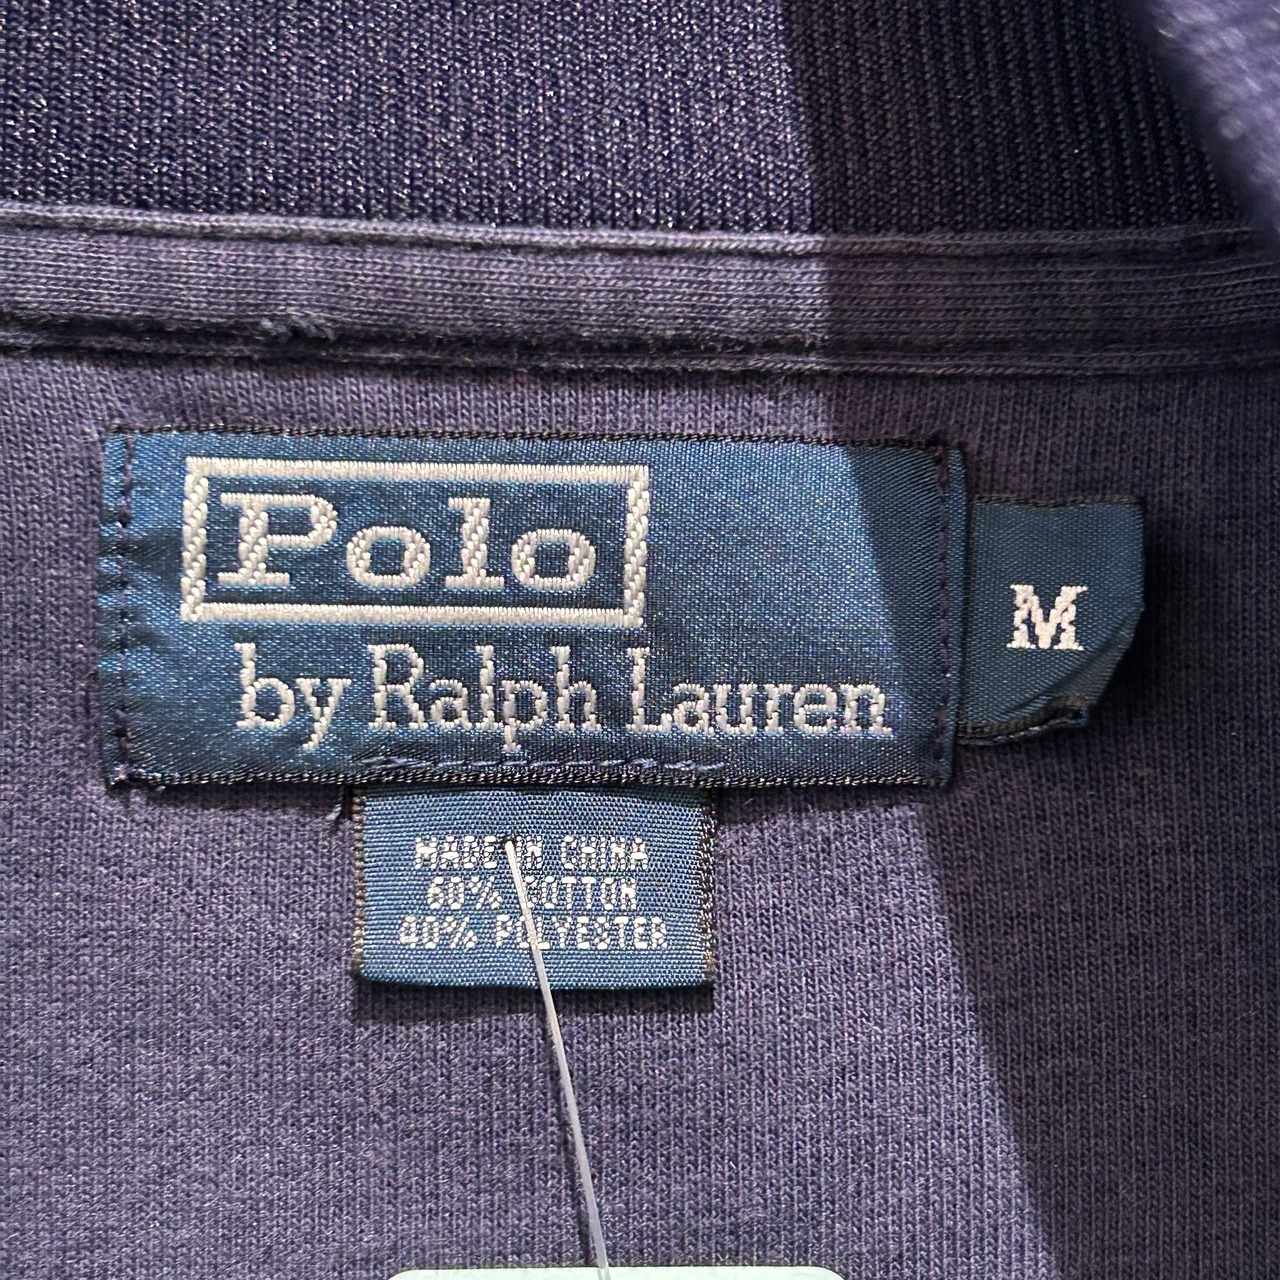 Polo
by Ralph Lauren
M
MADE IN CHINA
60% COTTON
40% POLYESTER